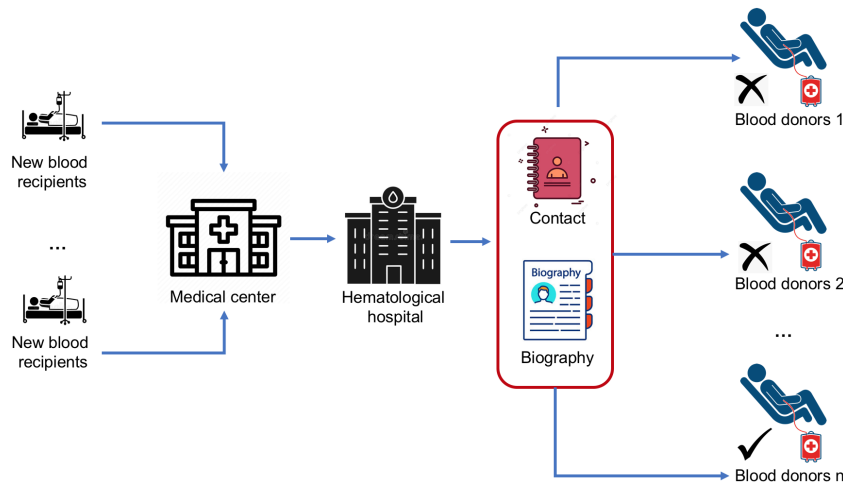 New blood
recipients
...
New blood
recipients
Medical center
Hematological
hospital
Contact
Biography
Biography
Blood donors 1
Blood donors 2
...
Blood donors n